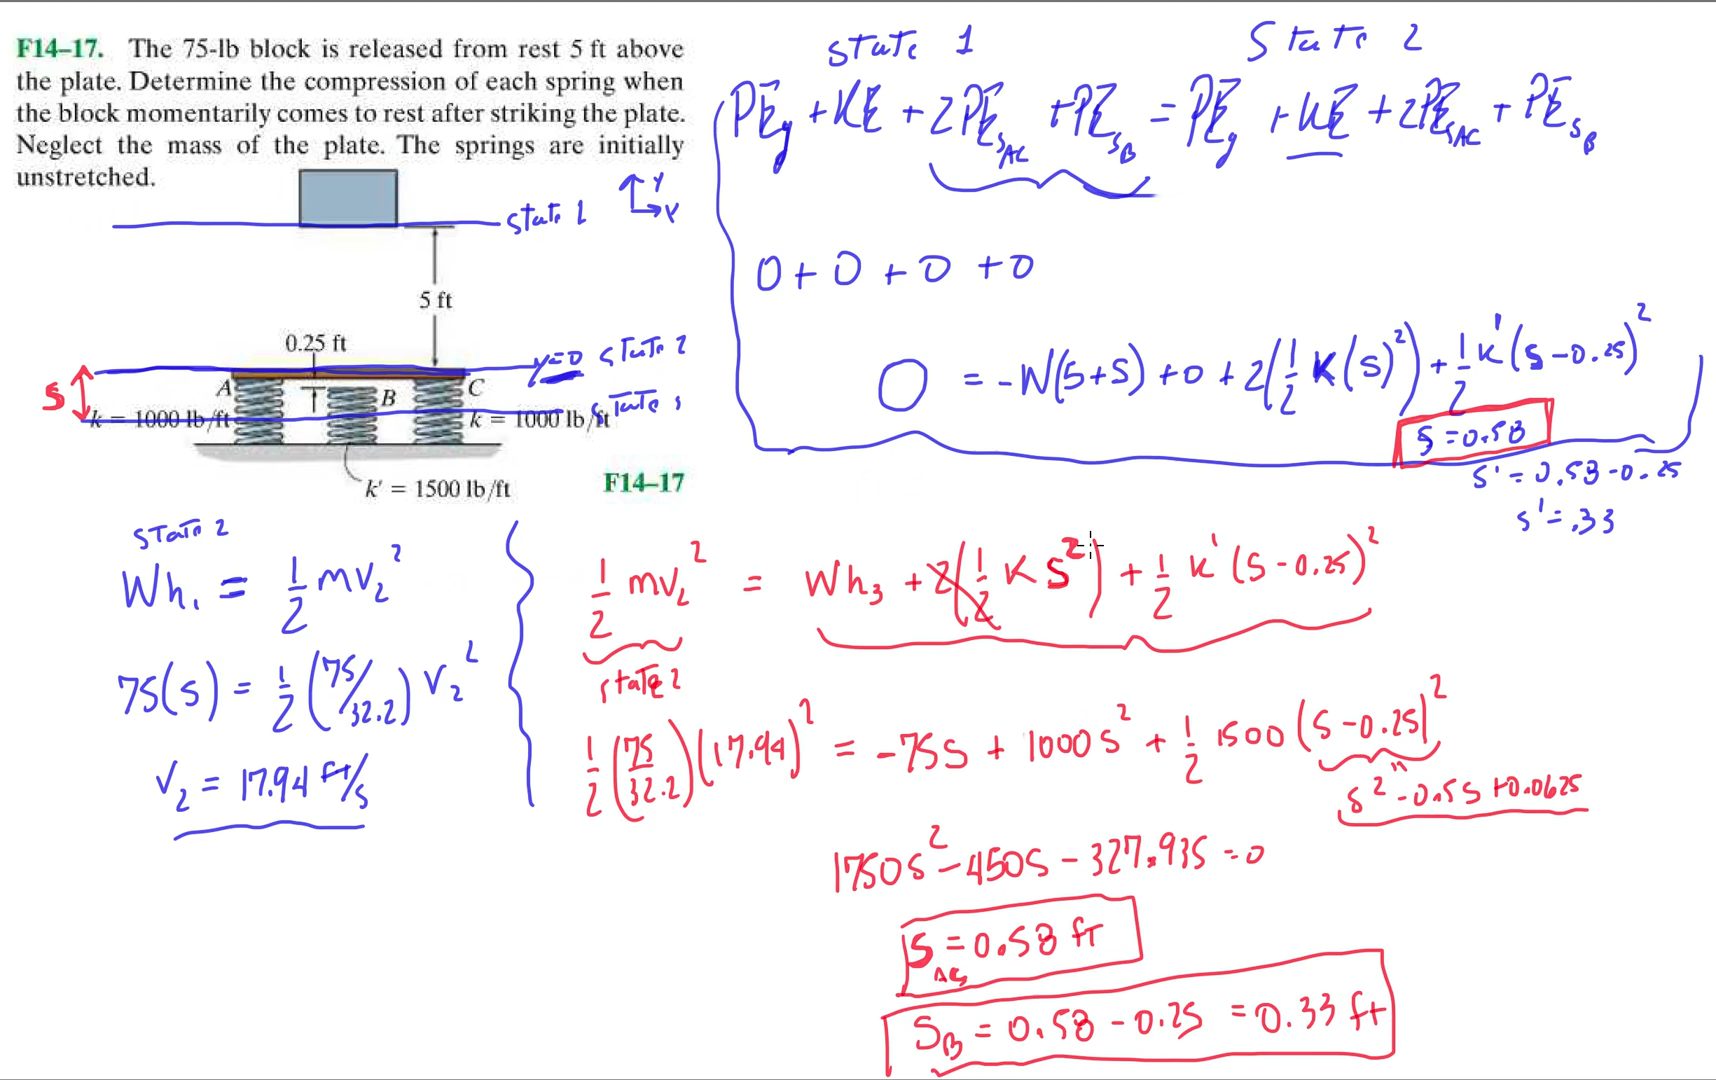 F14–17. The 75-lb block is released from rest 5 ft above
the plate. Determine the compression of each spring when
the block momentarily comes to rest after striking the plate.
Neglect the mass of the plate. The springs are initially
unstretched.
State 1
Y
X
5 ft
0.25 ft
y=0 State 2
S
A
B
C
k = 1000 lb/ft
k = 1000 lb/ft
State 3
k' = 1500 lb/ft
F14–17
State 1
State 2
PEg + KE + 2PEsAC + PEsB = PEg + KE + 2PEsAC + PEsB
0 + 0 + 0 + 0
0 = -W(5+S) + 0 + 2(1/2 K(S)²) + 1/2 K'(S-0.25)²
S = 0.58
S' = 0.58-0.25
S' = .33
State 2
Wh₁ = 1/2 mV₂²
75(5) = 1/2 (75/32.2) V₂²
V₂ = 17.94 ft/s
1/2 mV₂² = Wh₃ + 2(1/2 K S²) + 1/2 K'(S-0.25)²
State 2
1/2 (75/32.2)(17.94)² = -75S + 1000S² + 1/2 1500 (S-0.25)²
S² - 0.5S + 0.0625
1750S² - 450S - 327.935 = 0
S AC = 0.58 ft
SB = 0.58 - 0.25 = 0.33 ft